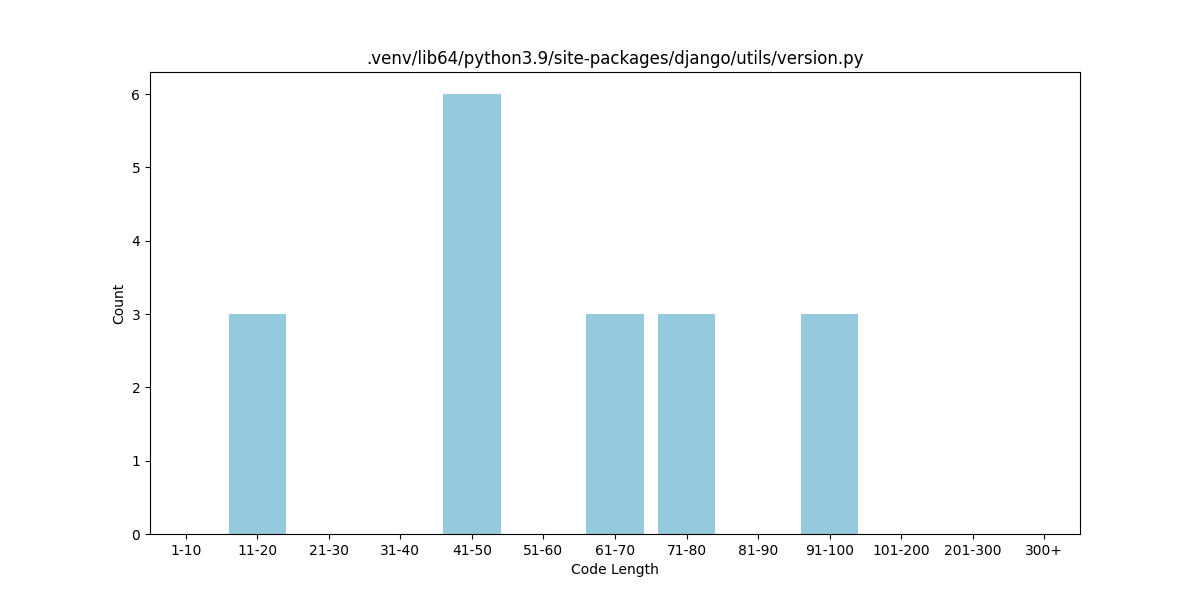 .venv/lib64/python3.9/site-packages/django/utils/version.py
6
5
4
3
2
1
0
Count
1-10 11-20 21-30 31-40 41-50 51-60 61-70 71-80 81-90 91-100 101-200 201-300 300+
Code Length